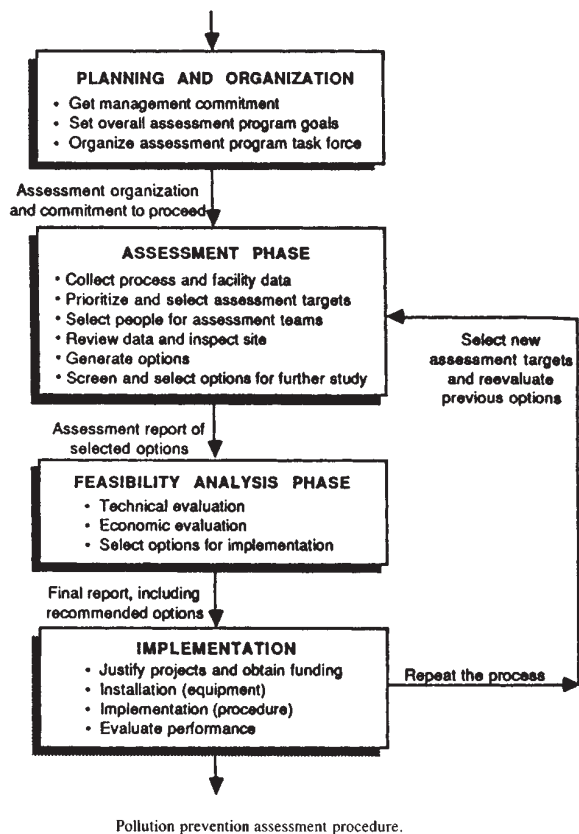 PLANNING AND ORGANIZATION
• Get management commitment
• Set overall assessment program goals
• Organize assessment program task force
Assessment organization
and commitment to proceed
ASSESSMENT PHASE
• Collect process and facility data
• Prioritize and select assessment targets
• Select people for assessment teams
• Review data and inspect site
• Generate options
• Screen and select options for further study
Select new
assessment targets
and reevaluate
previous options
Assessment report of
selected options
FEASIBILITY ANALYSIS PHASE
• Technical evaluation
• Economic evaluation
• Select options for implementation
Final report, including
recommended options
IMPLEMENTATION
• Justify projects and obtain funding
• Installation (equipment)
• Implementation (procedure)
• Evaluate performance
Repeat the process
Pollution prevention assessment procedure.